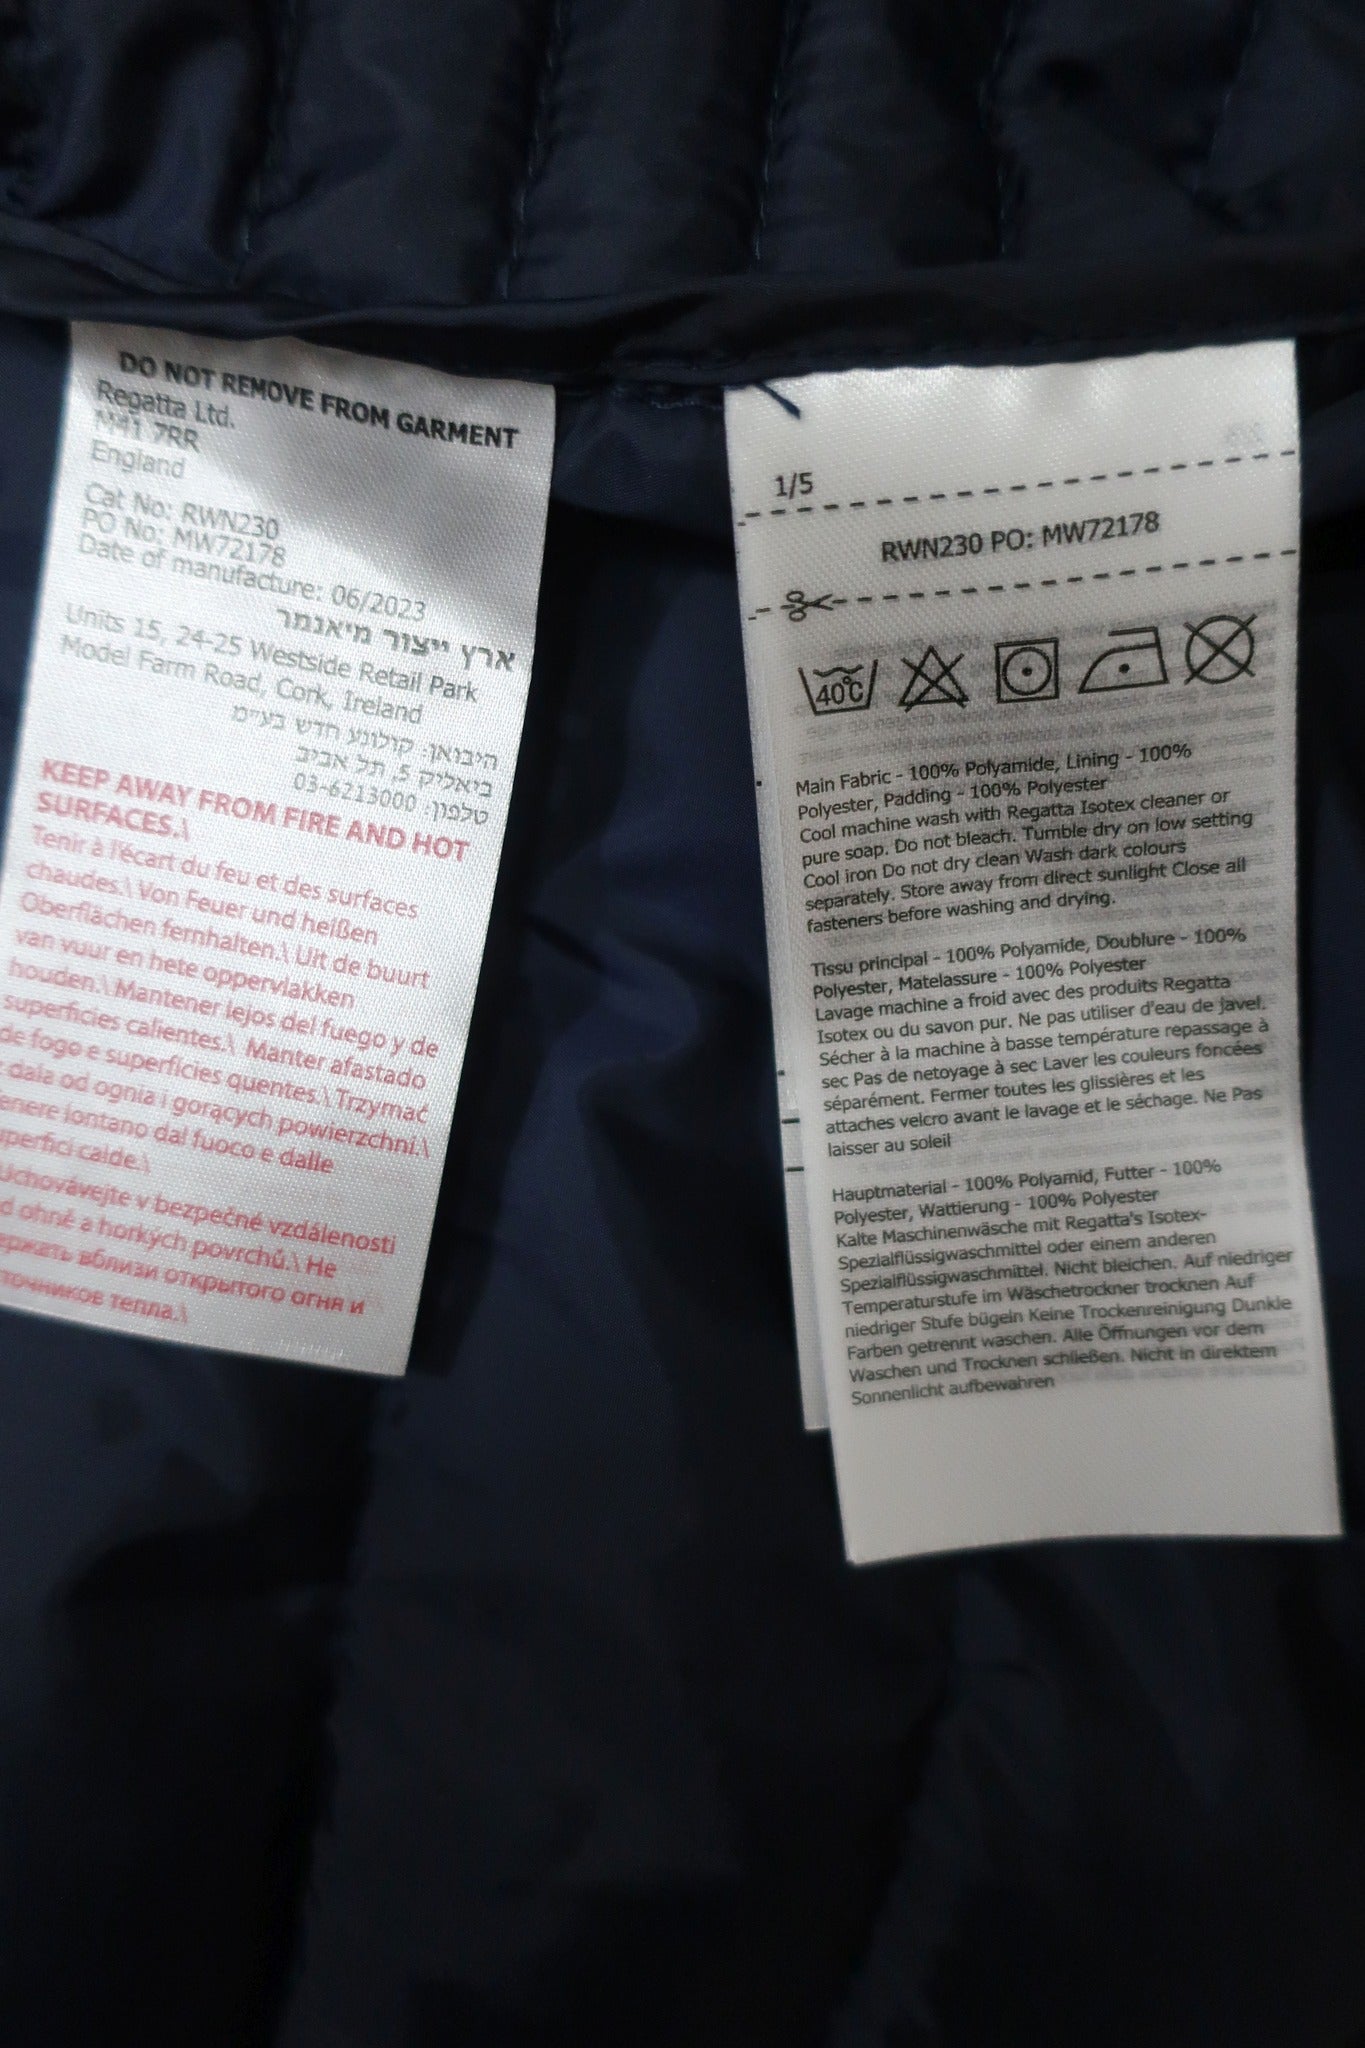 DO NOT REMOVE FROM GARMENT
Regatta Ltd.
M41 7RR
England
Cat No: RWN230
PO No: MW72178
Date of manufacture: 06/2023
ארץ ייצור מיאנמר
Units 15, 24-25 Westside Retail Park
Model Farm Road, Cork, Ireland
היבואן: קולונע חדש בע״מ
ביאליק 5, תל אביב
טלפון: 03-6213000
KEEP AWAY FROM FIRE AND HOT
SURFACES.\
Tenir à l'écart du feu et des surfaces
chaudes.\ Von Feuer und heißen
Oberflächen fernhalten.\ Uit de buurt
van vuur en hete oppervlakken
houden.\ Mantener lejos del fuego y de
superficies calientes.\ Manter afastado
de fogo e superfícies quentes.\ Trzymać
dala od ognia i gorących powierzchni.\
enere lontano dal fuoco e dalle
perfici calde.\
Uchovávejte v bezpečné vzdálenosti
d ohně a horkých povrchů.\ Не
ержать вблизи открытого огня и
точников тепла.\
1/5
RWN230 PO: MW72178
40°C
Main Fabric - 100% Polyamide, Lining - 100%
Polyester, Padding - 100% Polyester
Cool machine wash with Regatta Isotex cleaner or
pure soap. Do not bleach. Tumble dry on low setting
Cool iron Do not dry clean Wash dark colours
separately. Store away from direct sunlight Close all
fasteners before washing and drying.
Tissu principal - 100% Polyamide, Doublure - 100%
Polyester, Matelassure - 100% Polyester
Lavage machine a froid avec des produits Regatta
Isotex ou du savon pur. Ne pas utiliser d'eau de javel.
Sécher à la machine à basse température repassage à
sec Pas de netoyage à sec Laver les couleurs foncées
séparément. Fermer toutes les glissières et les
attaches velcro avant le lavage et le séchage. Ne Pas
laisser au soleil
Hauptmaterial - 100% Polyamid, Futter - 100%
Polyester, Wattierung - 100% Polyester
Kalte Maschinenwäsche mit Regatta's Isotex-
Spezialflüssigwaschmittel oder einem anderen
Spezialflüssigwaschmittel. Nicht bleichen. Auf niedriger
Temperaturstufe im Wäschetrockner trocknen Auf
niedriger Stufe bügeln Keine Trockenreinigung Dunkle
Farben getrennt waschen. Alle Öffnungen vor dem
Waschen und Trocknen schließen. Nicht in direktem
Sonnenlicht aufbewahren